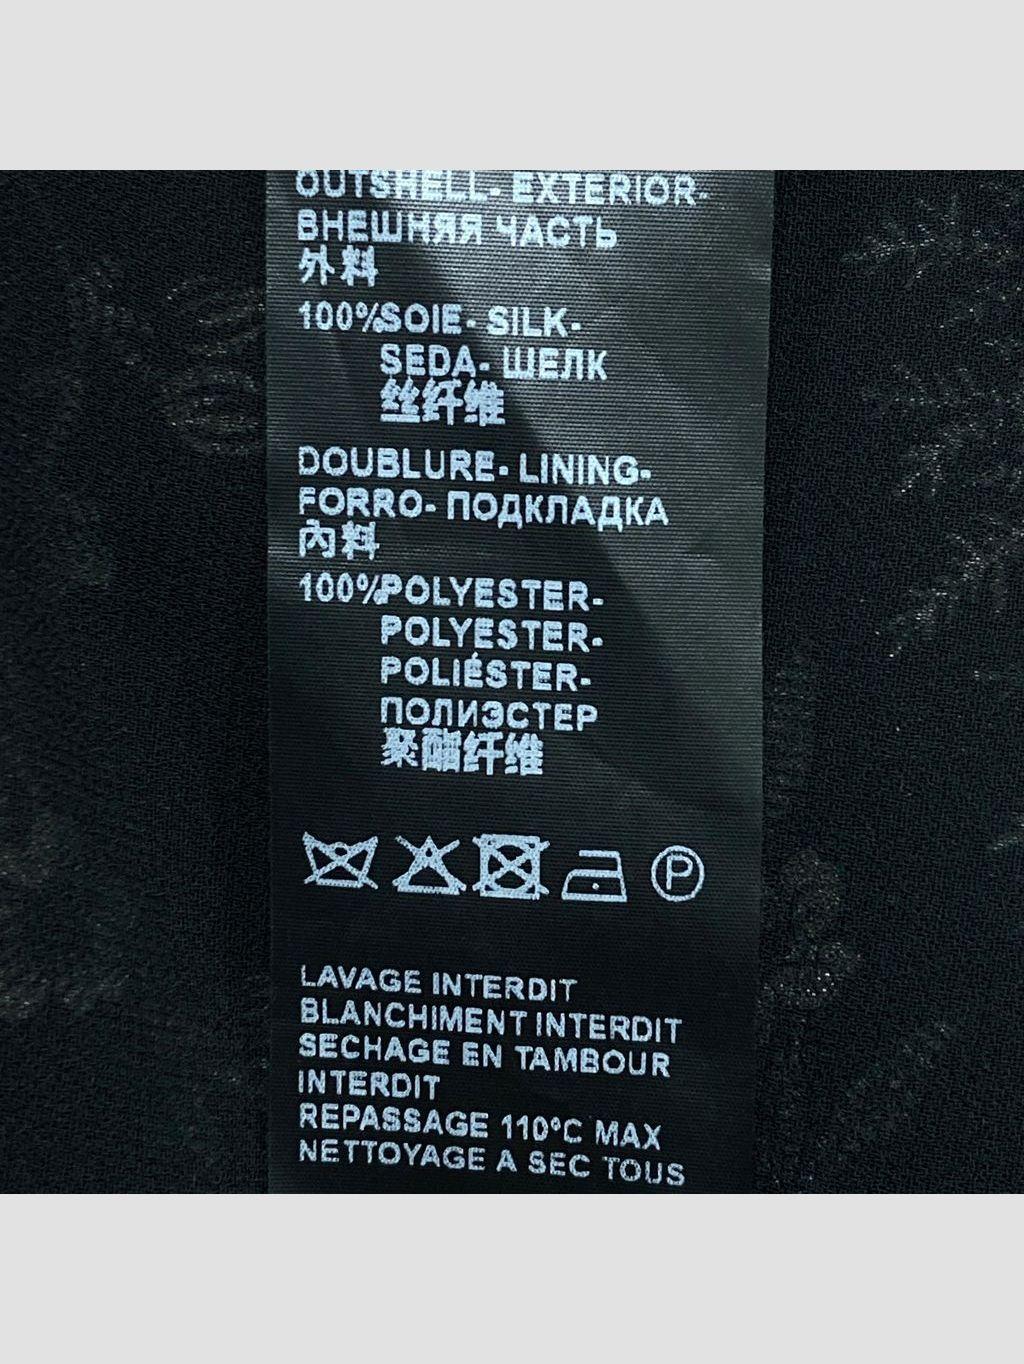 OUTSHELL- EXTERIOR-
ВНЕШНЯЯ ЧАСТЬ
外料
100%SOIE- SILK-
SEDA- ШЕЛК
丝纤维
DOUBLURE- LINING-
FORRO- ПОДКЛАДКА
内料
100%POLYESTER-
POLYESTER-
POLIÉSTER-
ПОЛИЭСТЕР
聚酯纤维
P
LAVAGE INTERDIT
BLANCHIMENT INTERDIT
SECHAGE EN TAMBOUR
INTERDIT
REPASSAGE 110°C MAX
NETTOYAGE A SEC TOUS